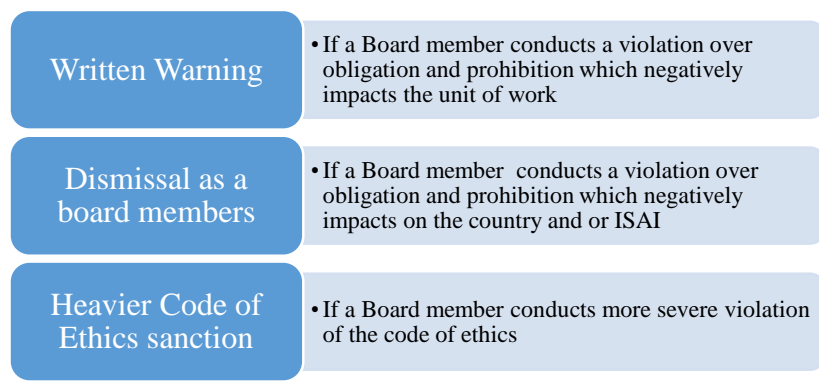 Written Warning
• If a Board member conducts a violation over
obligation and prohibition which negatively
impacts the unit of work
Dismissal as a
board members
• If a Board member  conducts a violation over
obligation and prohibition which negatively
impacts on the country and or ISAI
Heavier Code of
Ethics sanction
• If a Board member conducts more severe violation
of the code of ethics